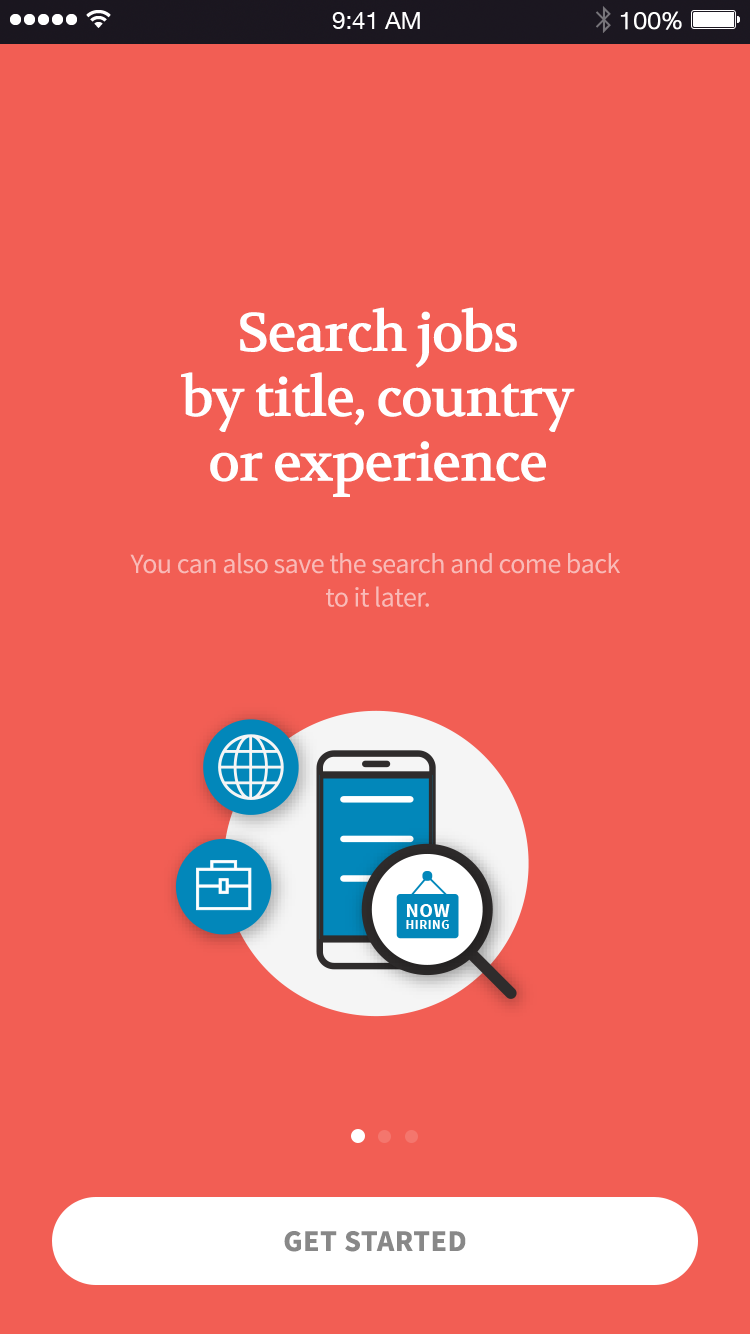 9:41 AM
100%
Search jobs
by title, country
or experience
You can also save the search and come back
to it later.
NOW
HIRING
GET STARTED